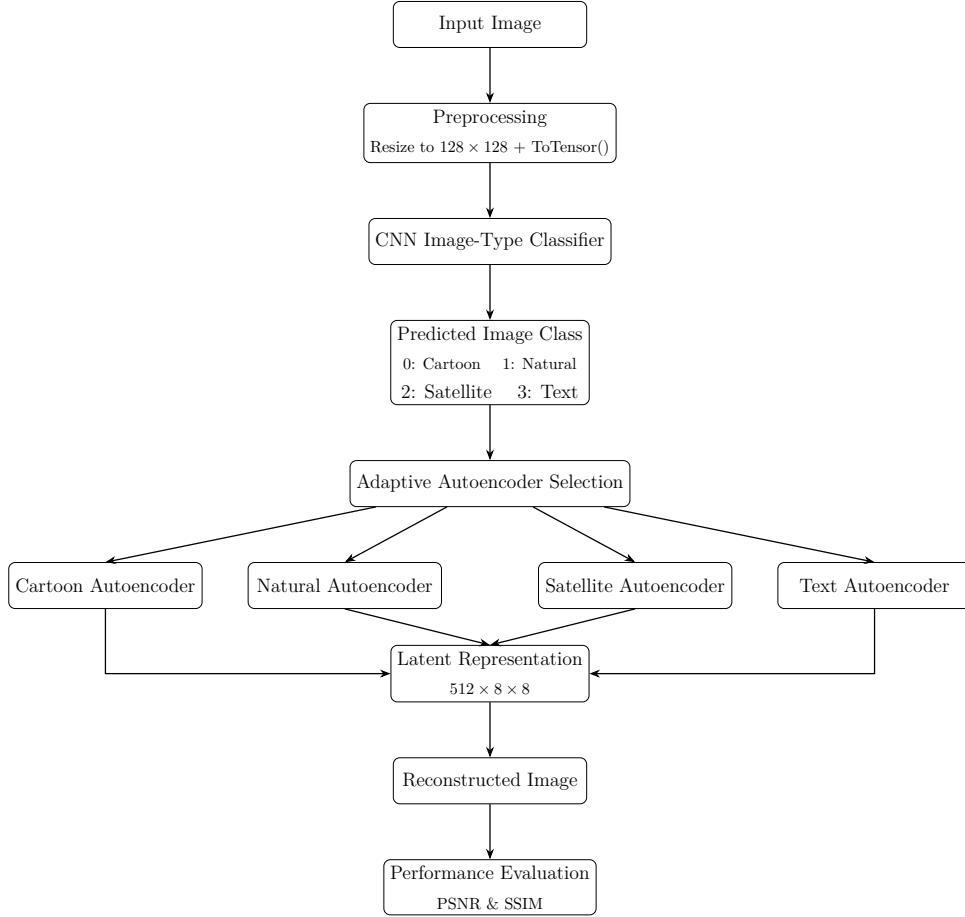 Input Image
Preprocessing
Resize to 128 × 128 + ToTensor()
CNN Image-Type Classifier
Predicted Image Class
0: Cartoon 1: Natural
2: Satellite 3: Text
Adaptive Autoencoder Selection
Cartoon Autoencoder
Natural Autoencoder
Satellite Autoencoder
Text Autoencoder
Latent Representation
512 × 8 × 8
Reconstructed Image
Performance Evaluation
PSNR & SSIM